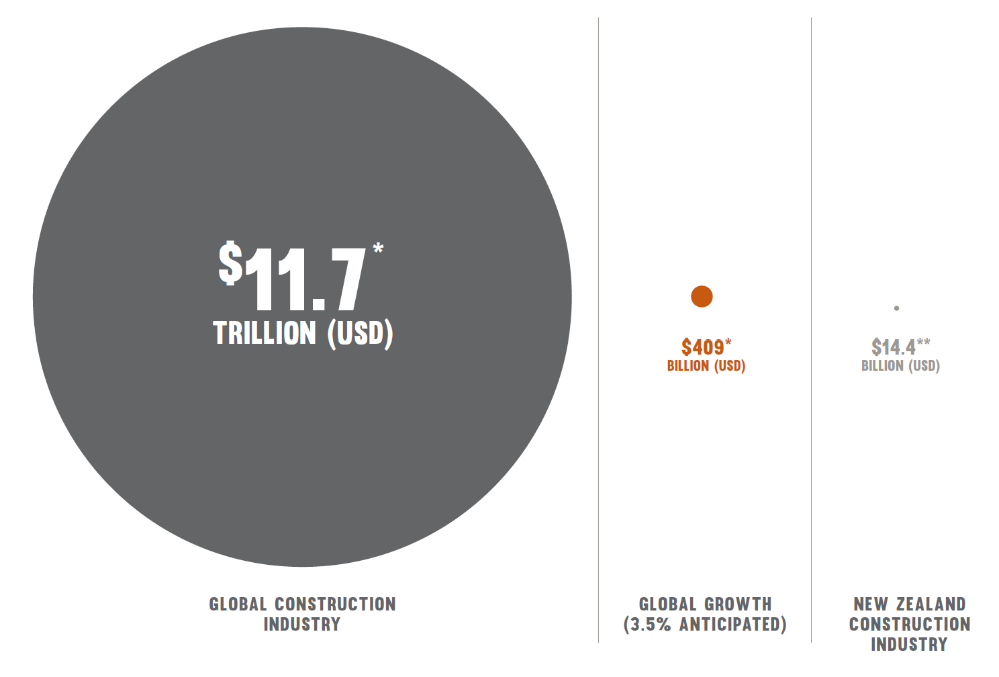 $11.7*
TRILLION (USD)
GLOBAL CONSTRUCTION
INDUSTRY
$409*
BILLION (USD)
GLOBAL GROWTH
(3.5% ANTICIPATED)
$14.4**
BILLION (USD)
NEW ZEALAND
CONSTRUCTION
INDUSTRY